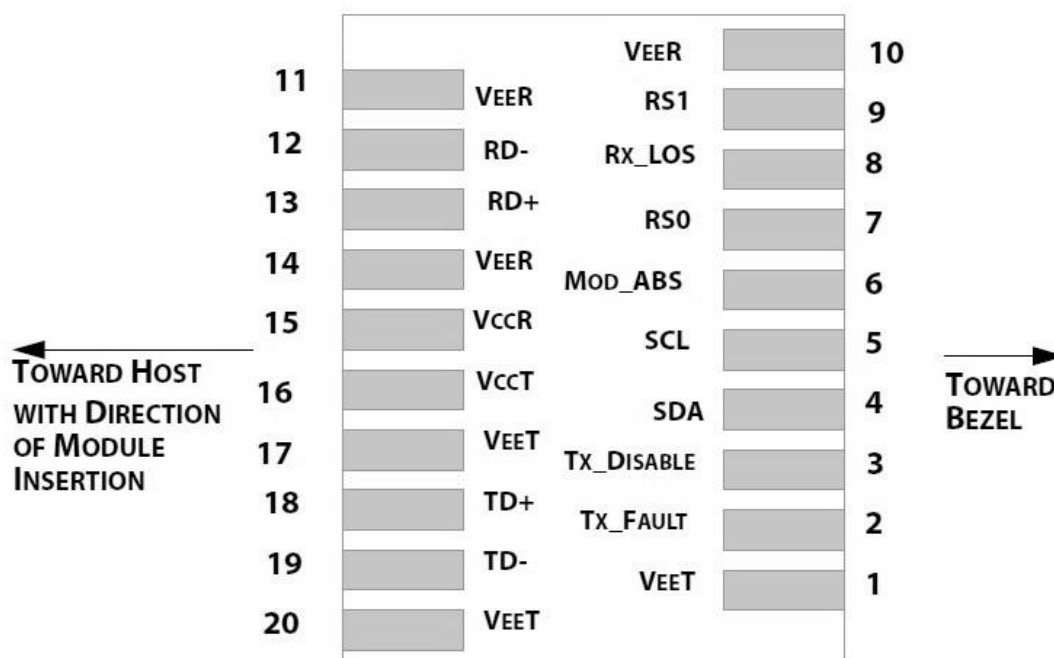 11 VEER
12 RD-
13 RD+
14 VEER
15 VCCR
16 VCCT
17 VEET
18 TD+
19 TD-
20 VEET
VEER 10
RS1 9
RX_LOS 8
RS0 7
MOD_ABS 6
SCL 5
SDA 4
TX_DISABLE 3
TX_FAULT 2
VEET 1
TOWARD HOST
WITH DIRECTION
OF MODULE
INSERTION
TOWARD
BEZEL